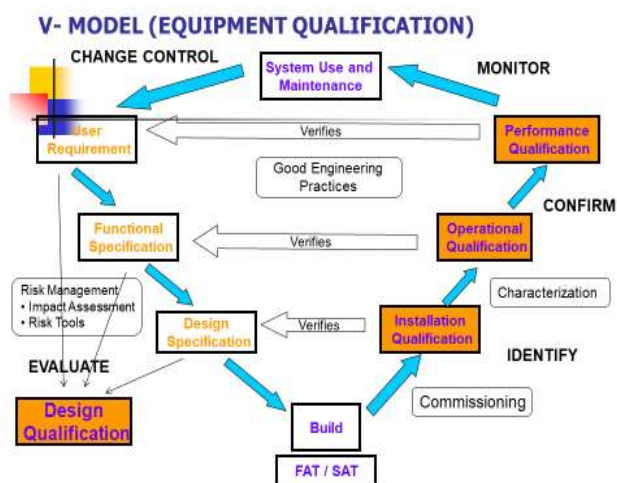 V- MODEL (EQUIPMENT QUALIFICATION)
CHANGE CONTROL
System Use and
Maintenance
MONITOR
User
Requirement
Verifies
Performance
Qualification
Good Engineering
Practices
CONFIRM
Functional
Specification
Verifies
Operational
Qualification
Risk Management
• Impact Assessment
• Risk Tools
Characterization
Design
Specification
Verifies
Installation
Qualification
EVALUATE
IDENTIFY
Design
Qualification
Commissioning
Build
FAT / SAT